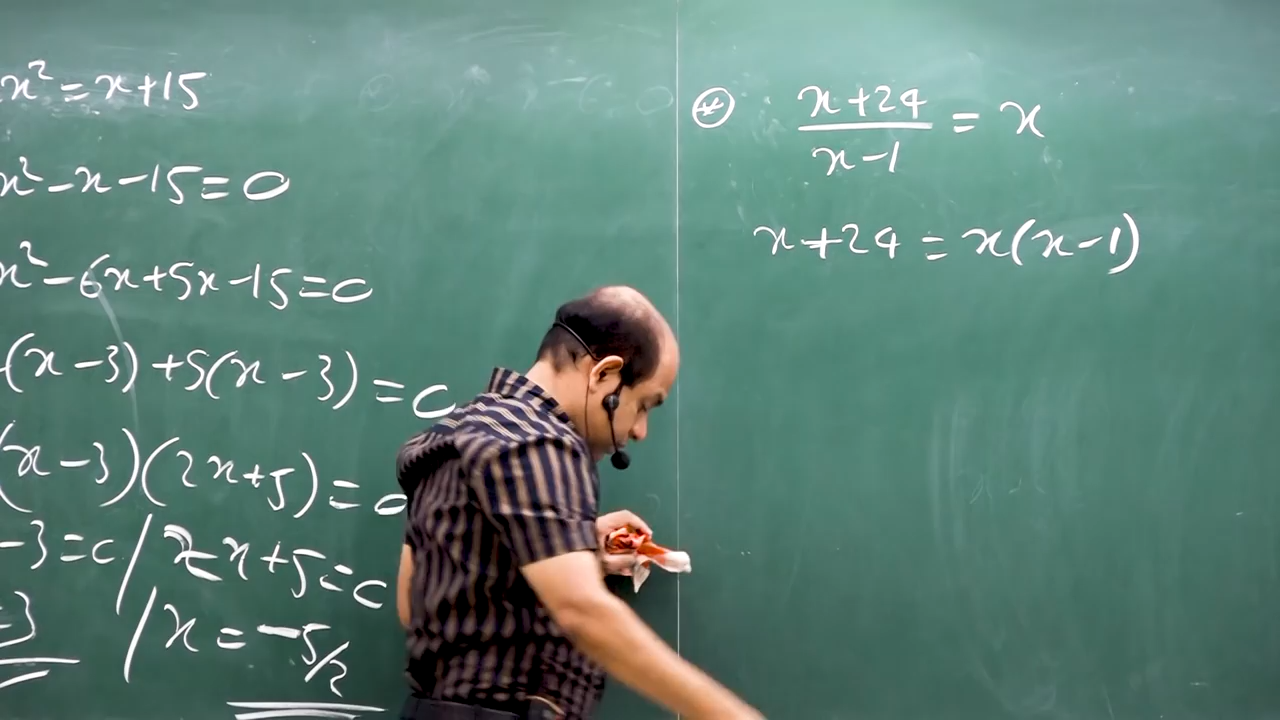 x² = x+15
x² - x - 15 = 0
x² - 6x + 5x - 15 = 0
(x - 3) + 5(x - 3) = 0
(x - 3)(2x + 5) = 0
- 3 = 0 / 2x + 5 = 0
= 3 / x = -5/2
* (x + 24)/(x - 1) = x
x + 24 = x(x - 1)